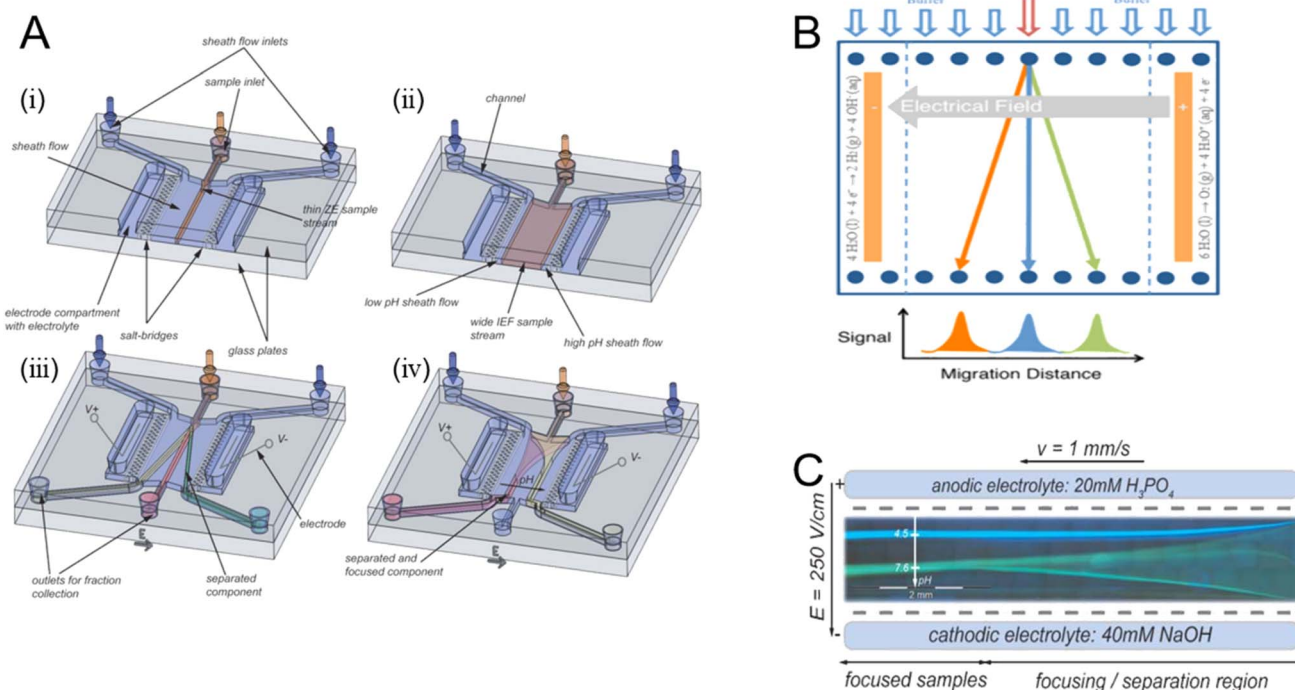 A
(i)
sheath flow inlets
sample inlet
sheath flow
thin ZE sample
stream
electrode compartment
with electrolyte
salt-bridges
glass plates
(ii)
channel
low pH sheath flow
wide IEF sample
stream
high pH sheath flow
(iii)
V+
V-
electrode
E
outlets for fraction
collection
separated
component
(iv)
V+
V-
pH
E
separated and
focused component
B
Buffer
Buffer
Electrical Field
-
+
4 H₂O (l) + 4 e⁻ → 2 H₂ (g) + 4 OH⁻ (aq)
6 H₂O (l) → O₂ (g) + 4 H₃O⁺ (aq) + 4 e⁻
Signal
Migration Distance
C
v = 1 mm/s
+
anodic electrolyte: 20mM H₃PO₄
E = 250 V/cm
4.5
7.6
pH
2 mm
-
cathodic electrolyte: 40mM NaOH
focused samples
focusing / separation region